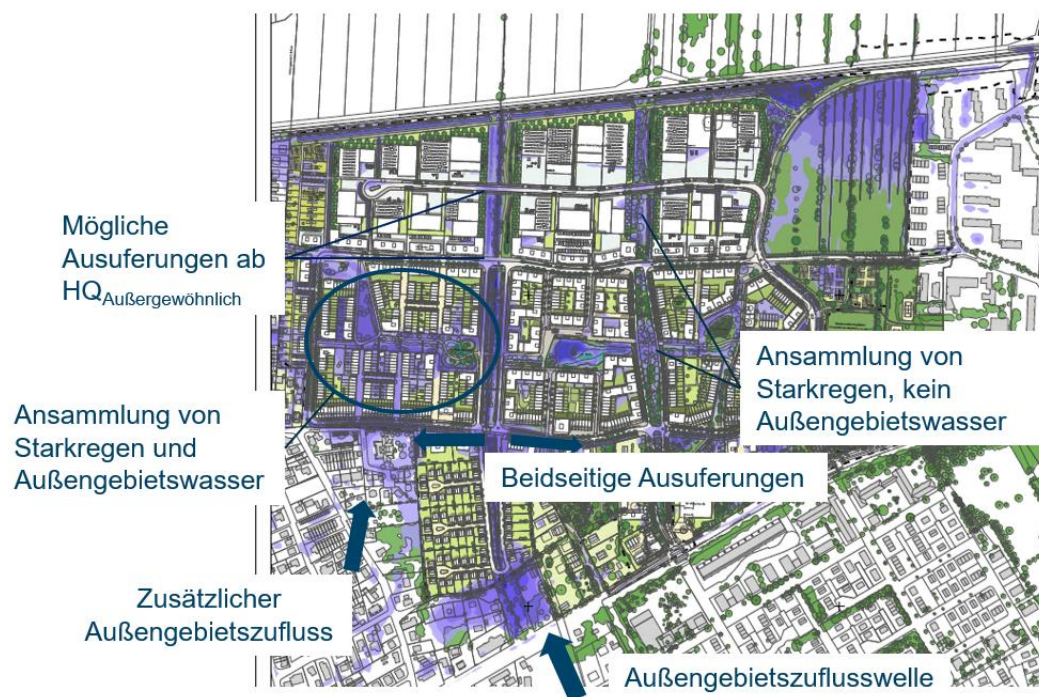 Mögliche
Ausuferungen ab
HQAußergewöhnlich
Ansammlung von
Starkregen, kein
Außengebietswasser
Ansammlung von
Starkregen und
Außengebietswasser
Beidseitige Ausuferungen
Zusätzlicher
Außengebietszufluss
Außengebietszuflusswelle